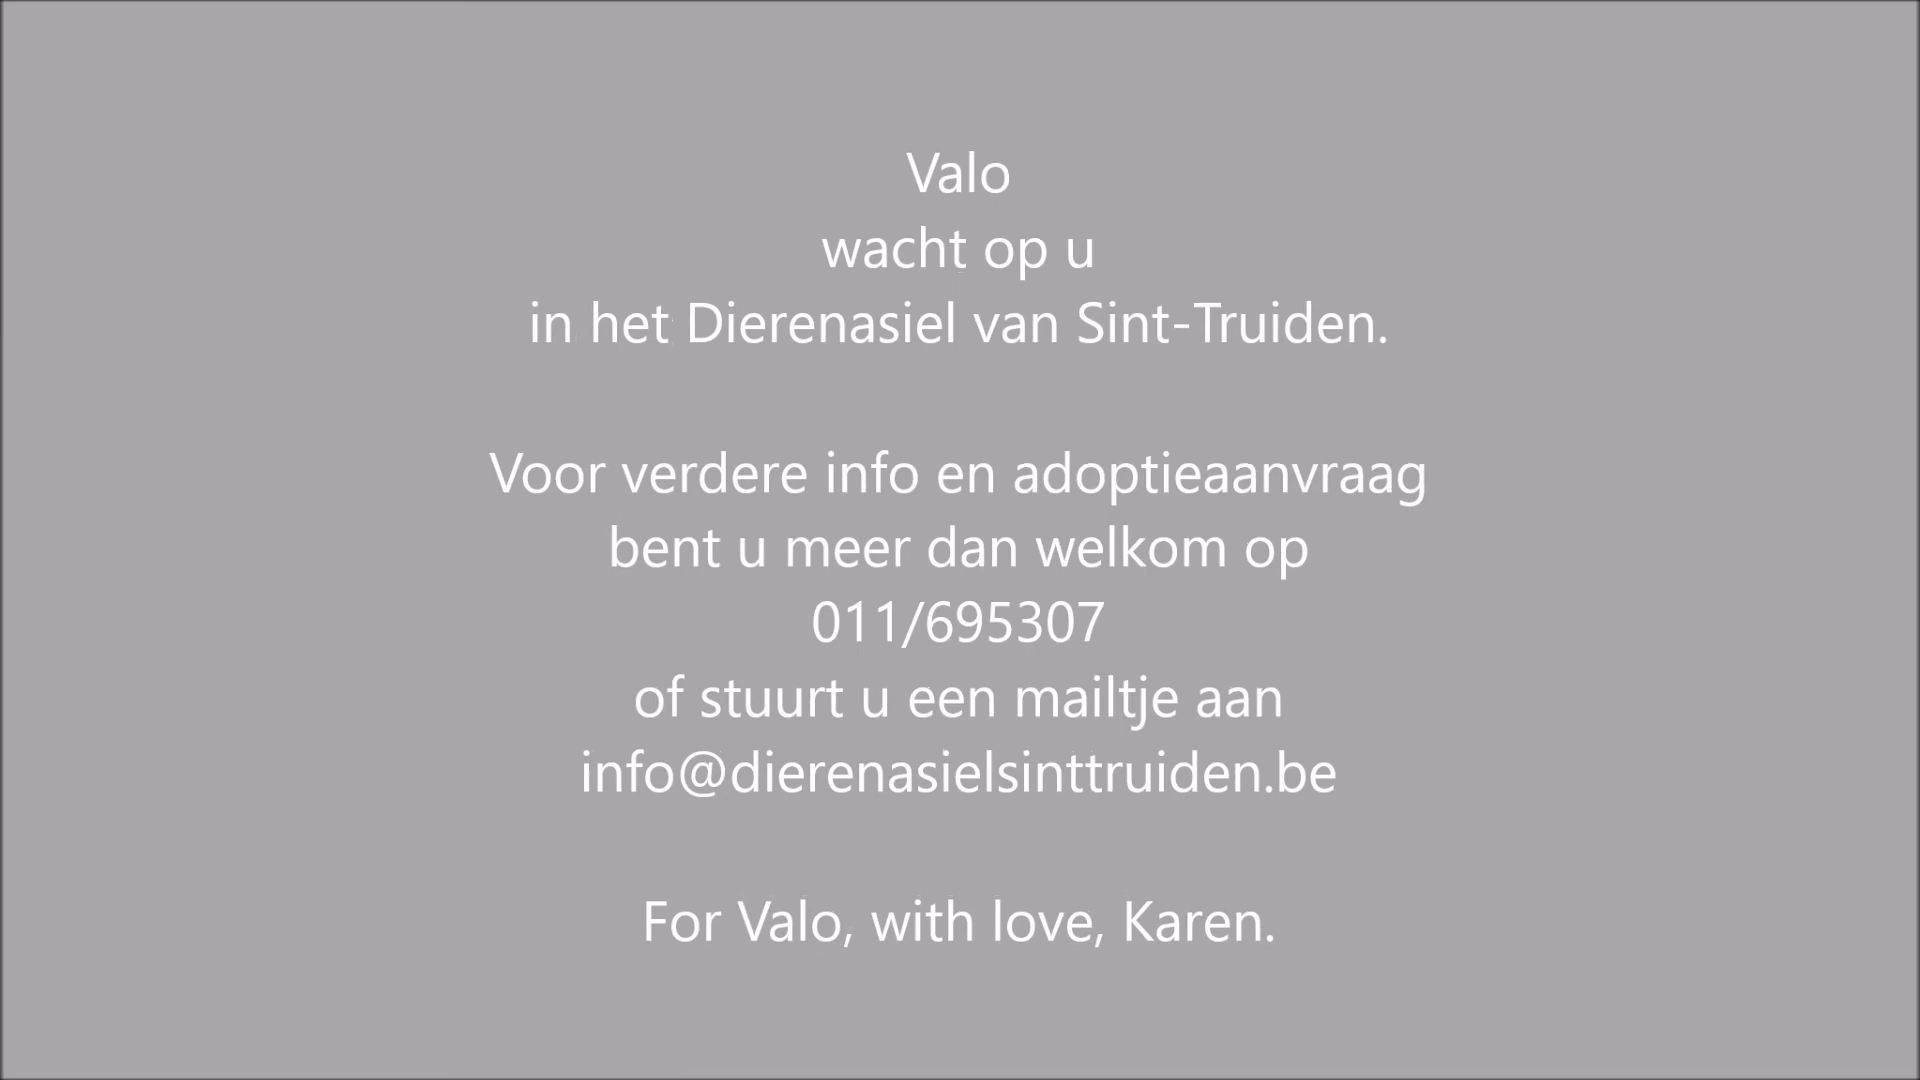 Valo
wacht op u
in het Dierenasiel van Sint-Truiden.
Voor verdere info en adoptieaanvraag
bent u meer dan welkom op
011/695307
of stuurt u een mailtje aan
info@dierenasielsinttruiden.be
For Valo, with love, Karen.